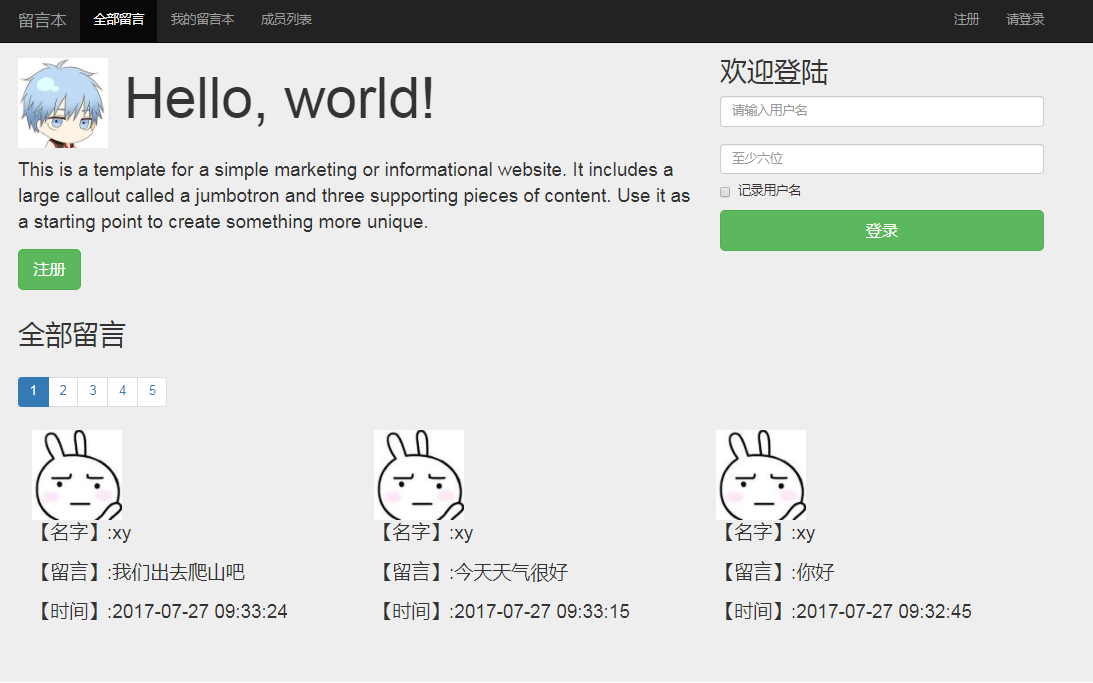 留言本 全部留言 我的留言本 成员列表 注册 请登录
Hello, world!
This is a template for a simple marketing or informational website. It includes a
large callout called a jumbotron and three supporting pieces of content. Use it as
a starting point to create something more unique.
注册
欢迎登陆
请输入用户名
至少六位
记录用户名
登录
全部留言
1 2 3 4 5
【名字】:xy
【留言】:我们出去爬山吧
【时间】:2017-07-27 09:33:24
【名字】:xy
【留言】:今天天气很好
【时间】:2017-07-27 09:33:15
【名字】:xy
【留言】:你好
【时间】:2017-07-27 09:32:45